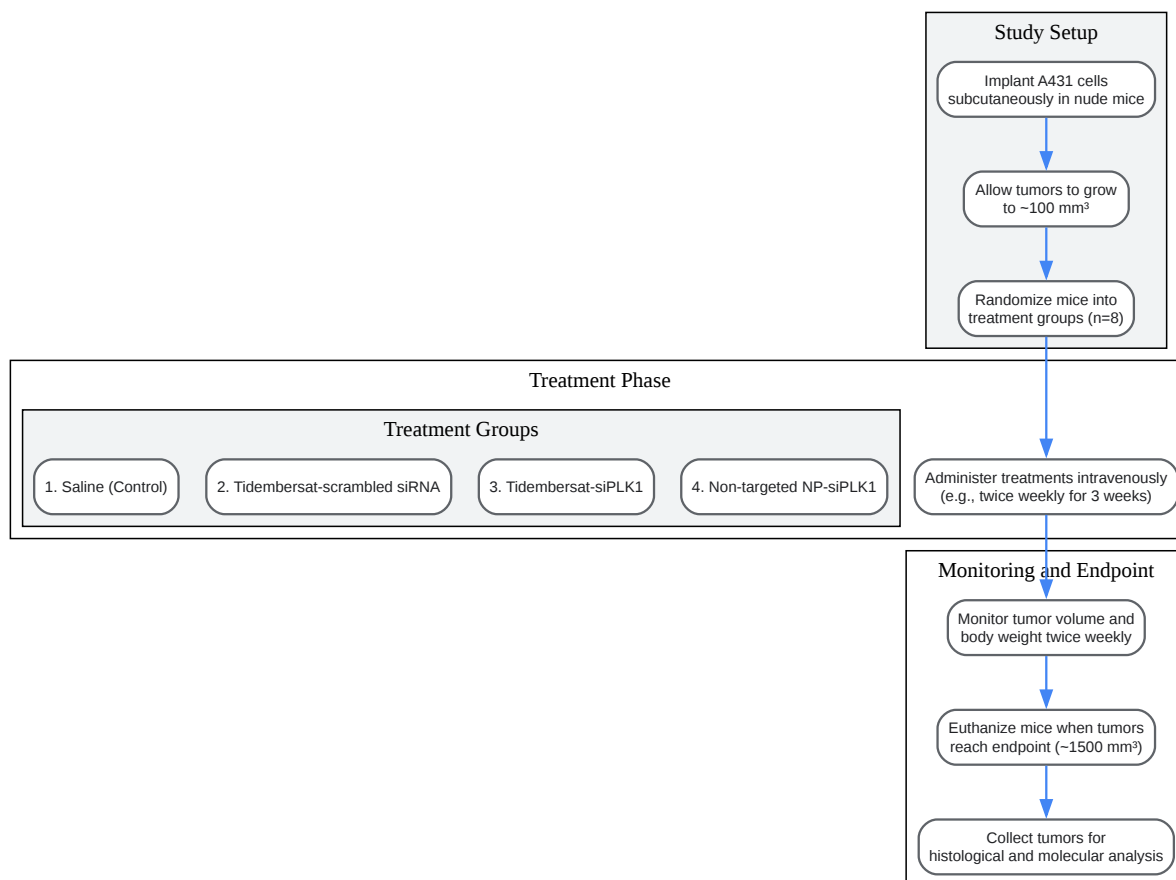 Study Setup
Implant A431 cells
subcutaneously in nude mice
Allow tumors to grow
to ~100 mm³
Randomize mice into
treatment groups (n=8)
Treatment Phase
Treatment Groups
1. Saline (Control)
2. Tidembersat-scrambled siRNA
3. Tidembersat-siPLK1
4. Non-targeted NP-siPLK1
Administer treatments intravenously
(e.g., twice weekly for 3 weeks)
Monitoring and Endpoint
Monitor tumor volume and
body weight twice weekly
Euthanize mice when tumors
reach endpoint (~1500 mm³)
Collect tumors for
histological and molecular analysis